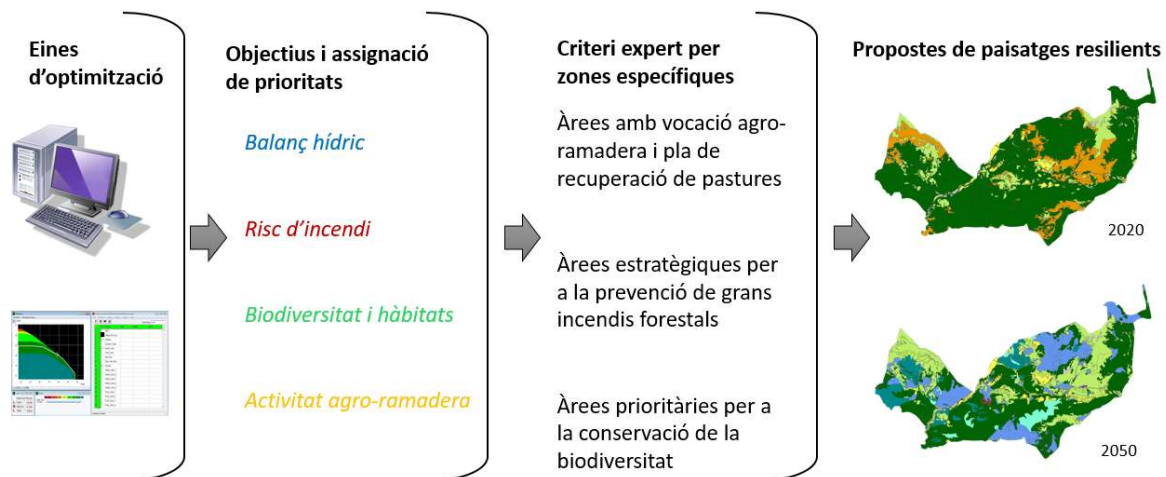 Eines
d’optimització
Objectius i assignació
de prioritats
Balanç hídric
Risc d’incendi
Biodiversitat i hàbitats
Activitat agro-ramadera
Criteri expert per
zones específiques
Àrees amb vocació agro-
ramadera i pla de
recuperació de pastures
Àrees estratègiques per
a la prevenció de grans
incendis forestals
Àrees prioritàries per a
la conservació de la
biodiversitat
Propostes de paisatges resilients
2020
2050